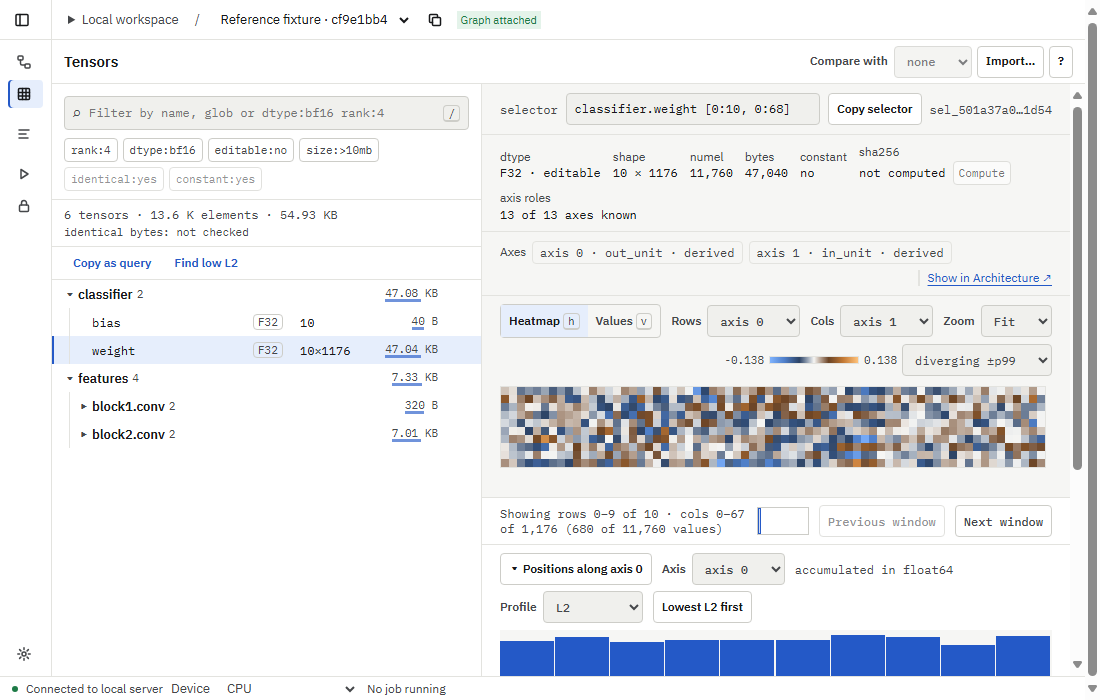 Local workspace / Reference fixture · cf9e1bb4 Graph attached
Tensors
Compare with none Import... ?
Filter by name, glob or dtype:bf16 rank:4 /
rank:4 dtype:bf16 editable:no size:>10mb
identical:yes constant:yes
6 tensors · 13.6 K elements · 54.93 KB
identical bytes: not checked
Copy as query Find low L2
classifier 2 47.08 KB
bias F32 10 40 B
weight F32 10×1176 47.04 KB
features 4 7.33 KB
block1.conv 2 320 B
block2.conv 2 7.01 KB
selector classifier.weight [0:10, 0:68] Copy selector sel_501a37a0…1d54
dtype shape numel bytes constant sha256
F32 · editable 10 × 1176 11,760 47,040 no not computed Compute
axis roles
13 of 13 axes known
Axes axis 0 · out_unit · derived axis 1 · in_unit · derived
Show in Architecture ↗
Heatmap h Values v Rows axis 0 Cols axis 1 Zoom Fit
-0.138 0.138 diverging ±p99
Showing rows 0–9 of 10 · cols 0–67
of 1,176 (680 of 11,760 values)
Previous window Next window
Positions along axis 0 Axis axis 0 accumulated in float64
Profile L2 Lowest L2 first
Connected to local server Device CPU No job running